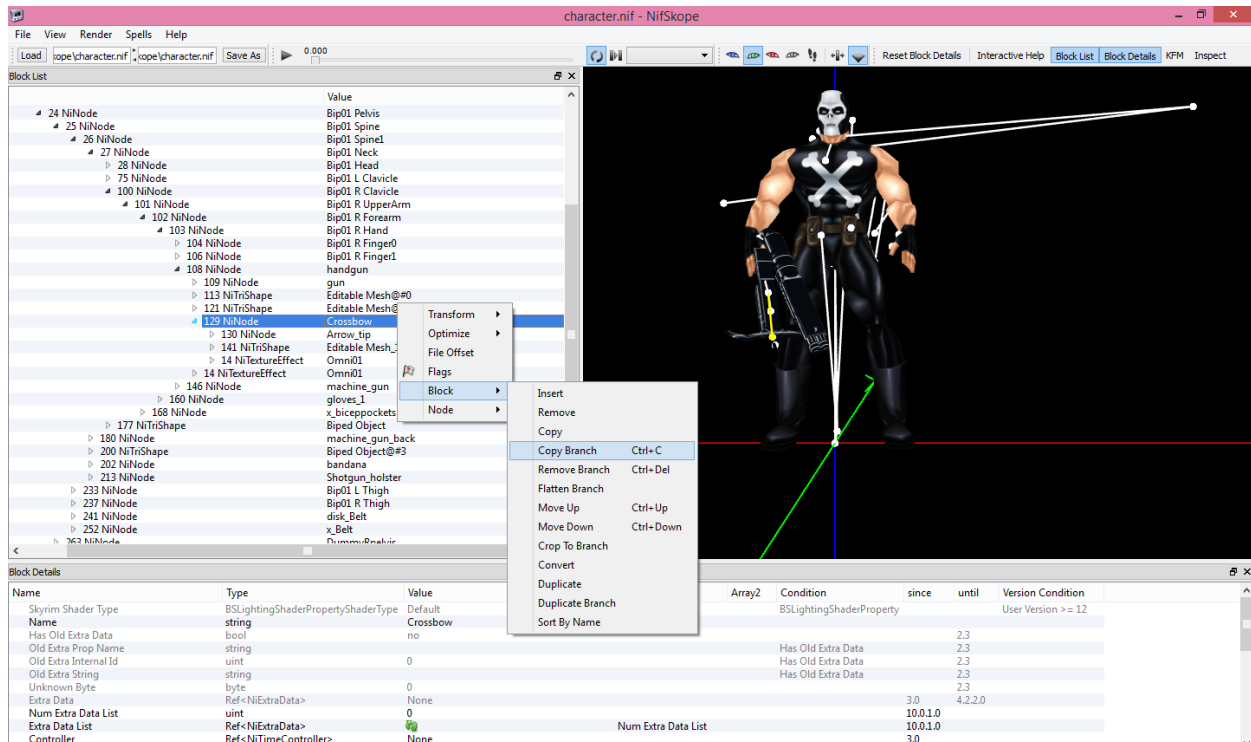 character.nif - NifSkope
File View Render Spells Help
Load kope\character.nif kope\character.nif Save As 0.000 Reset Block Details Interactive Help Block List Block Details KFM Inspect
Block List
Value
24 NiNode Bip01 Pelvis
25 NiNode Bip01 Spine
26 NiNode Bip01 Spine1
27 NiNode Bip01 Neck
28 NiNode Bip01 Head
75 NiNode Bip01 L Clavicle
100 NiNode Bip01 R Clavicle
101 NiNode Bip01 R UpperArm
102 NiNode Bip01 R Forearm
103 NiNode Bip01 R Hand
104 NiNode Bip01 R Finger0
106 NiNode Bip01 R Finger1
108 NiNode handgun
109 NiNode gun
113 NiTriShape Editable Mesh@#0
121 NiTriShape Editable Mesh@
129 NiNode Crossbow
130 NiNode Arrow_tip
141 NiTriShape Editable Mesh_
14 NiTextureEffect Omni01
14 NiTextureEffect Omni01
146 NiNode machine_gun
160 NiNode gloves_1
168 NiNode x_biceppockets
177 NiTriShape Biped Object
180 NiNode machine_gun_back
200 NiTriShape Biped Object@#3
202 NiNode bandana
213 NiNode Shotgun_holster
233 NiNode Bip01 L Thigh
237 NiNode Bip01 R Thigh
241 NiNode disk_Belt
252 NiNode x_Belt
263 NiNode DummyRpelvis
Transform
Optimize
File Offset
Flags
Block
Node
Insert
Remove
Copy
Copy Branch Ctrl+C
Remove Branch Ctrl+Del
Flatten Branch
Move Up Ctrl+Up
Move Down Ctrl+Down
Crop To Branch
Convert
Duplicate
Duplicate Branch
Sort By Name
Block Details
Name Type Value Array2 Condition since until Version Condition
Skyrim Shader Type BSLightingShaderPropertyShaderType Default BSLightingShaderProperty User Version >= 12
Name string Crossbow
Has Old Extra Data bool no 2.3
Old Extra Prop Name string Has Old Extra Data 2.3
Old Extra Internal Id uint 0 Has Old Extra Data 2.3
Old Extra String string Has Old Extra Data 2.3
Unknown Byte byte 0 2.3
Extra Data Ref<NiExtraData> None 3.0 4.2.2.0
Num Extra Data List uint 0 10.0.1.0
Extra Data List Ref<NiExtraData> Num Extra Data List 10.0.1.0
Controller Ref<NiTimeController> None 3.0